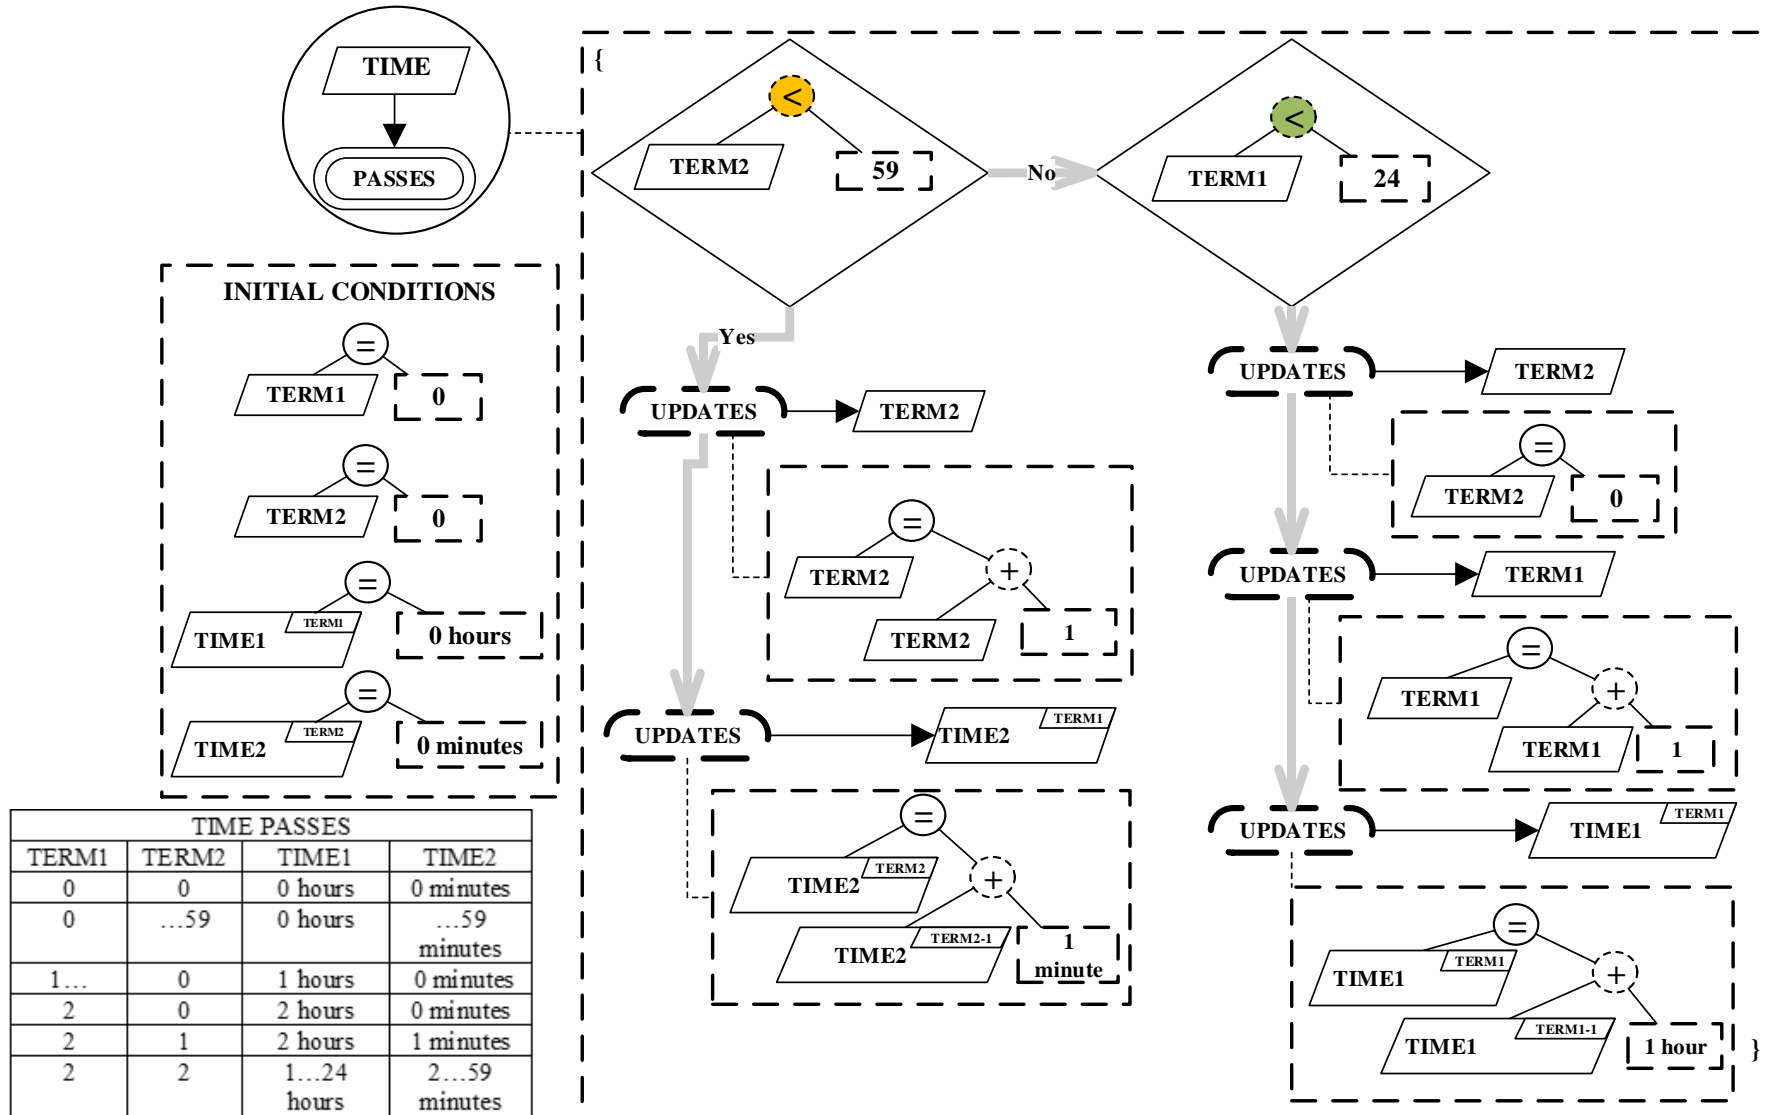 TIME
PASSES
{
<
TERM2
59
No
<
TERM1
24
Yes
INITIAL CONDITIONS
=
TERM1
0
=
TERM2
0
=
TERM1
TIME1
0 hours
=
TERM2
TIME2
0 minutes
UPDATES
TERM2
=
TERM2
+
TERM2
1
UPDATES
TERM1
TIME2
=
TERM2
TIME2
+
TERM2-1
TIME2
1
minute
UPDATES
TERM2
=
TERM2
0
UPDATES
TERM1
=
TERM1
+
TERM1
1
UPDATES
TERM1
TIME1
=
TERM1
TIME1
+
TERM1-1
TIME1
1 hour
}
TIME PASSES
TERM1 TERM2 TIME1 TIME2
0 0 0 hours 0 minutes
0 …59 0 hours …59
minutes
1… 0 1 hours 0 minutes
2 0 2 hours 0 minutes
2 1 2 hours 1 minutes
2 2 1…24 2…59
hours minutes